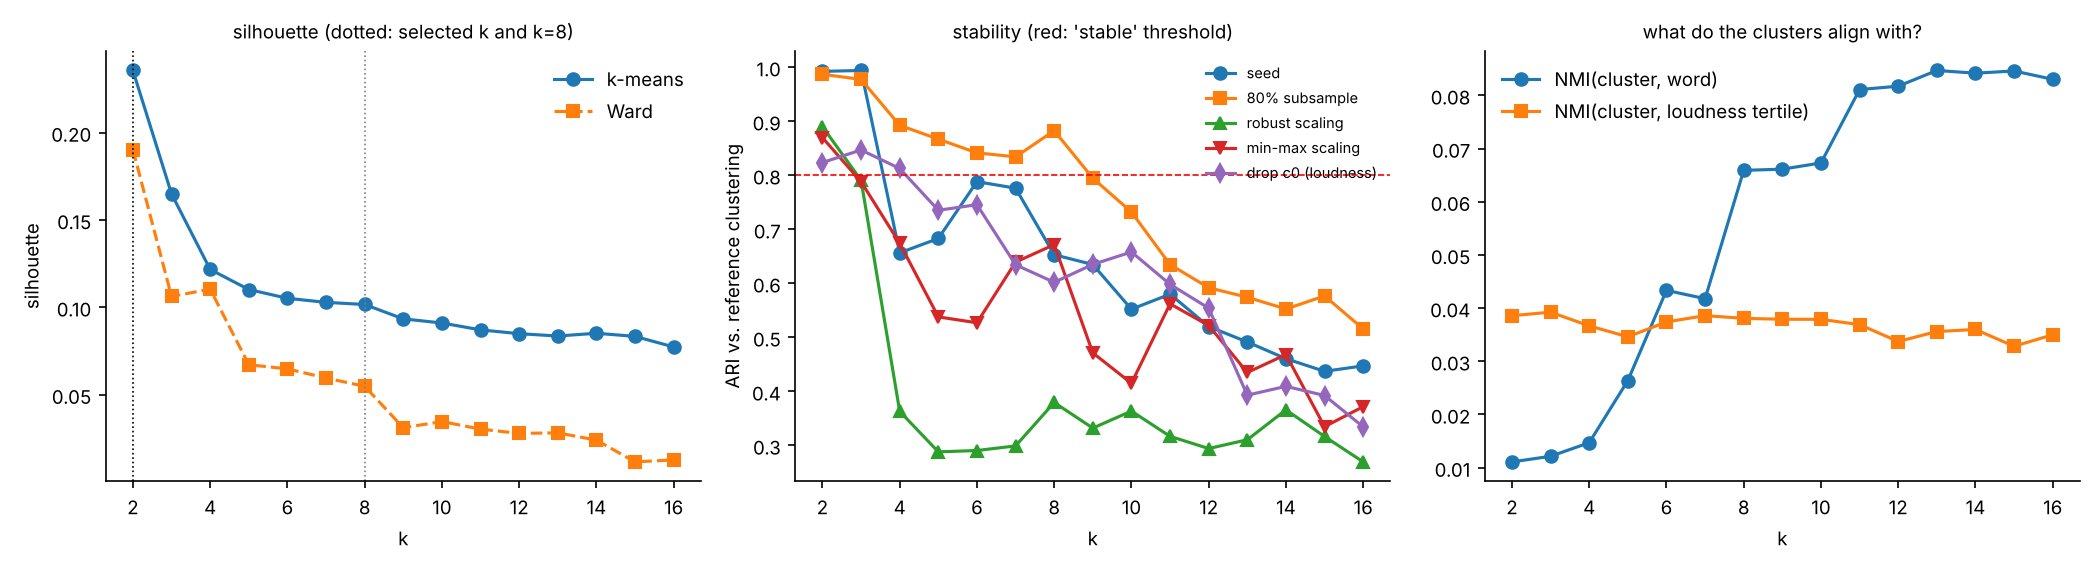 silhouette (dotted: selected k and k=8)
silhouette
0.20
0.15
0.10
0.05
k-means
Ward
2 4 6 8 10 12 14 16
k
stability (red: 'stable' threshold)
ARI vs. reference clustering
1.0
0.9
0.8
0.7
0.6
0.5
0.4
0.3
seed
80% subsample
robust scaling
min-max scaling
drop c0 (loudness)
2 4 6 8 10 12 14 16
k
what do the clusters align with?
0.08
0.07
0.06
0.05
0.04
0.03
0.02
0.01
NMI(cluster, word)
NMI(cluster, loudness tertile)
2 4 6 8 10 12 14 16
k